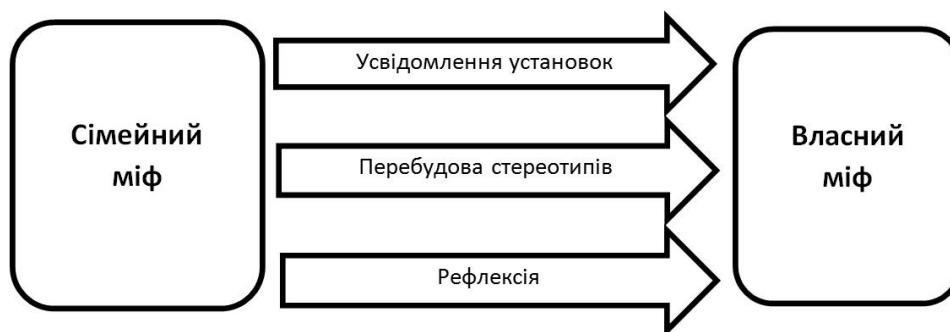 Сімейний
міф
Усвідомлення установок
Перебудова стереотипів
Рефлексія
Власний
міф